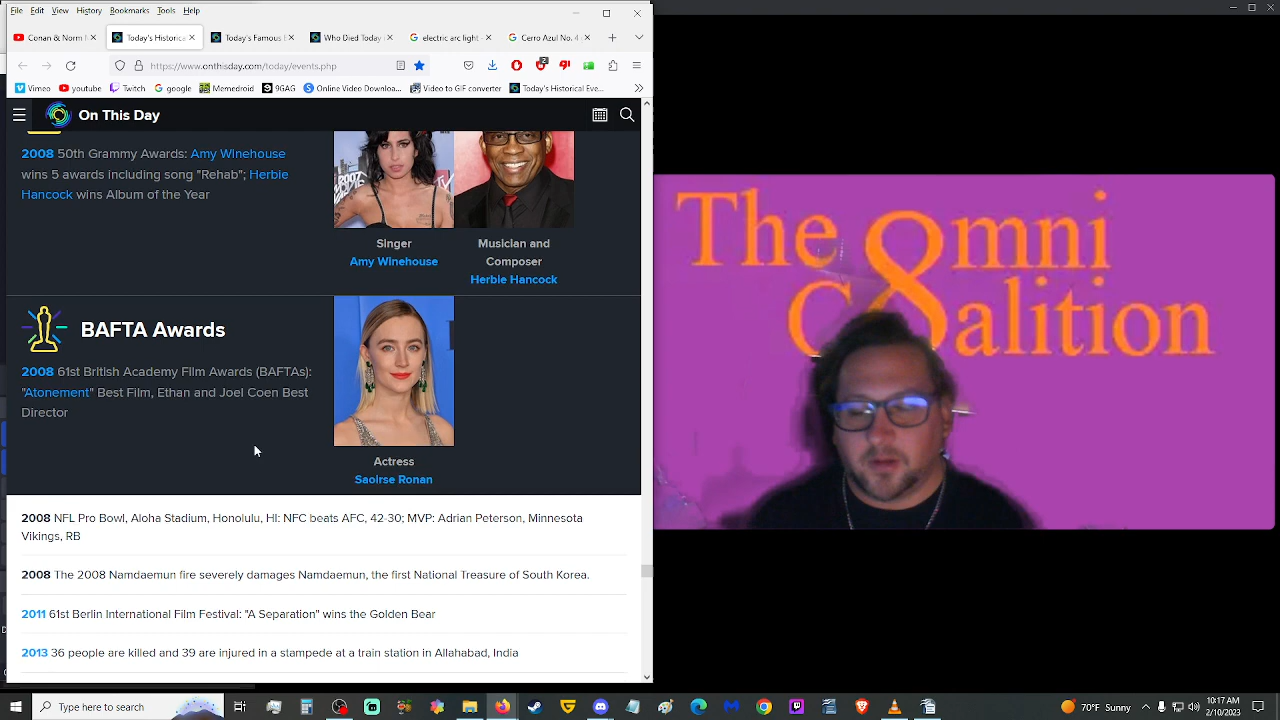 File Edit View History Bookmarks Tools Help
Conan & Norm M
Today's Historica
Today's Famous B
Who Died Today
electric arc light -
Cerro Azul No. 4
https://www.onthisday.com/today/events.php
2
Vimeo
youtube
Twitch
google
Memedroid
9GAG
Online Video Downloa...
Video to GIF converter
Today's Historical Eve...
On This Day
2008 50th Grammy Awards: Amy Winehouse
wins 5 awards including song "Rehab"; Herbie
Hancock wins Album of the Year
Singer
Amy Winehouse
Musician and
Composer
Herbie Hancock
BAFTA Awards
2008 61st British Academy Film Awards (BAFTAs):
"Atonement" Best Film, Ethan and Joel Coen Best
Director
Actress
Saoirse Ronan
2008 NFL Pro Bowl, Aloha Stadium, Honolulu, HI: NFC beats AFC, 42-30; MVP: Adrian Peterson, Minnesota
Vikings, RB
2008 The 2008 Namdaemun fire severely damages Namdaemun, the first National Treasure of South Korea.
2011 61st Berlin International Film Festival: "A Separation" wins the Golden Bear
2013 36 people are killed and 39 are injured in a stampede at a train station in Allahabad, India
The Omni
Coalition
Type here to search
70°F Sunny
10:17 AM
2/10/2023